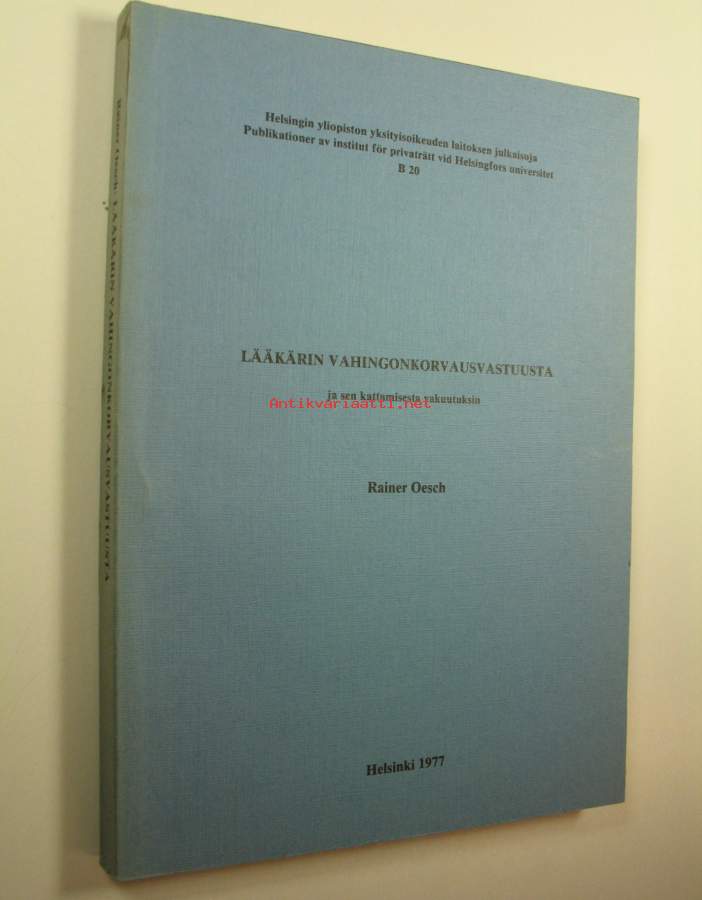 Helsingin yliopiston yksityisoikeuden laitoksen julkaisoja
Publikationer av institut för privaträtt vid Helsingfors universitet
B 20
LÄÄKÄRIN VAHINGONKORVAUSVASTUUSTA
ja sen kattamisesta vakuutuksin
Antikvariaatti.net
Rainer Oesch
Helsinki 1977
Rainer Oesch: LÄÄKÄRIN VAHINGONKORVAUSVASTUUSTA